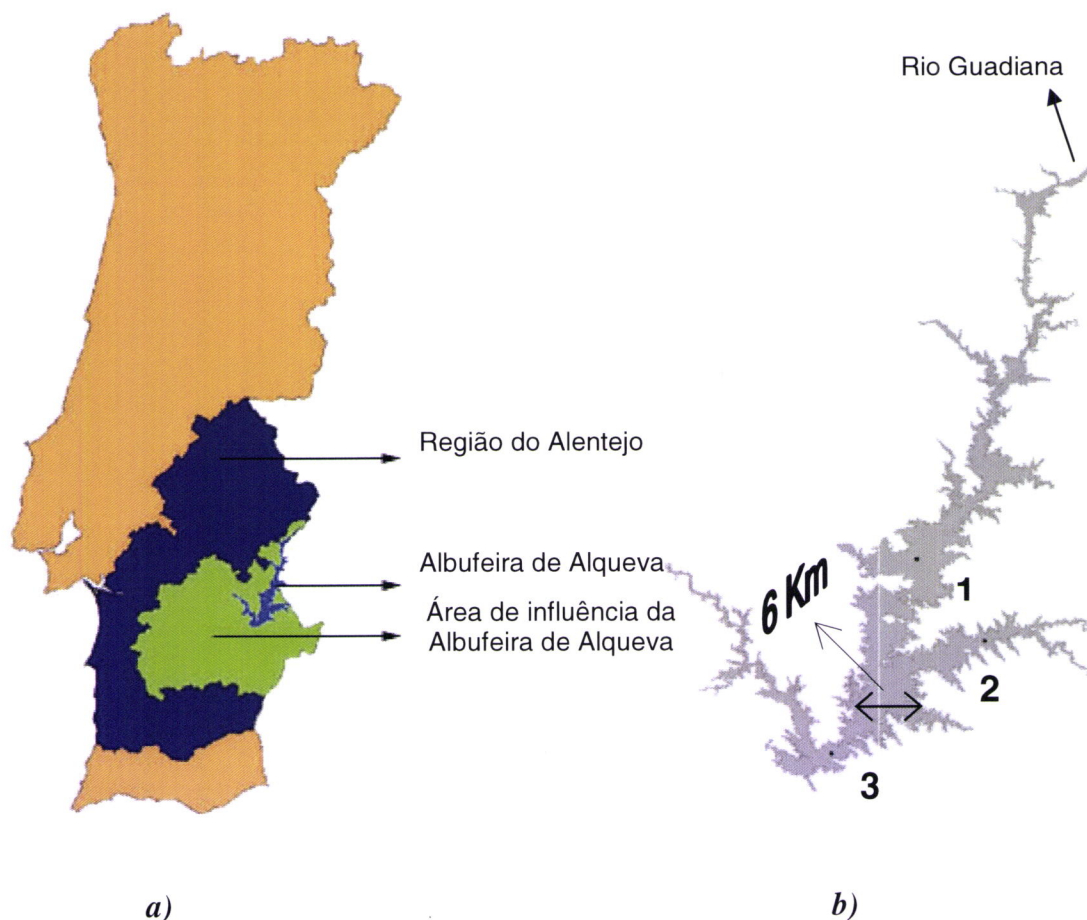 Rio Guadiana
Região do Alentejo
Albufeira de Alqueva
Área de influência da
Albufeira de Alqueva
6 Km
1
2
3
a)
b)